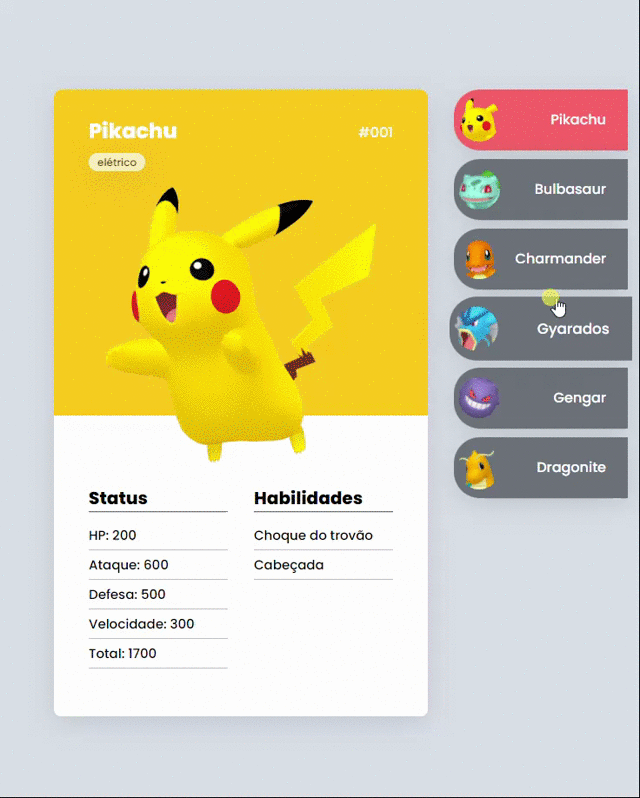 Pikachu
#001
elétrico
Status
HP: 200
Ataque: 600
Defesa: 500
Velocidade: 300
Total: 1700
Habilidades
Choque do trovão
Cabeçada
Pikachu
Bulbasaur
Charmander
Gyarados
Gengar
Dragonite